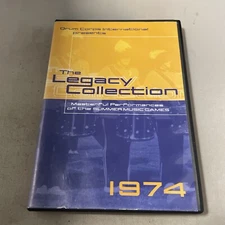 Drum Corps International
presents
The
Legacy
Collection
Masterful Performances
of the SUMMER MUSIC GAMES
1974